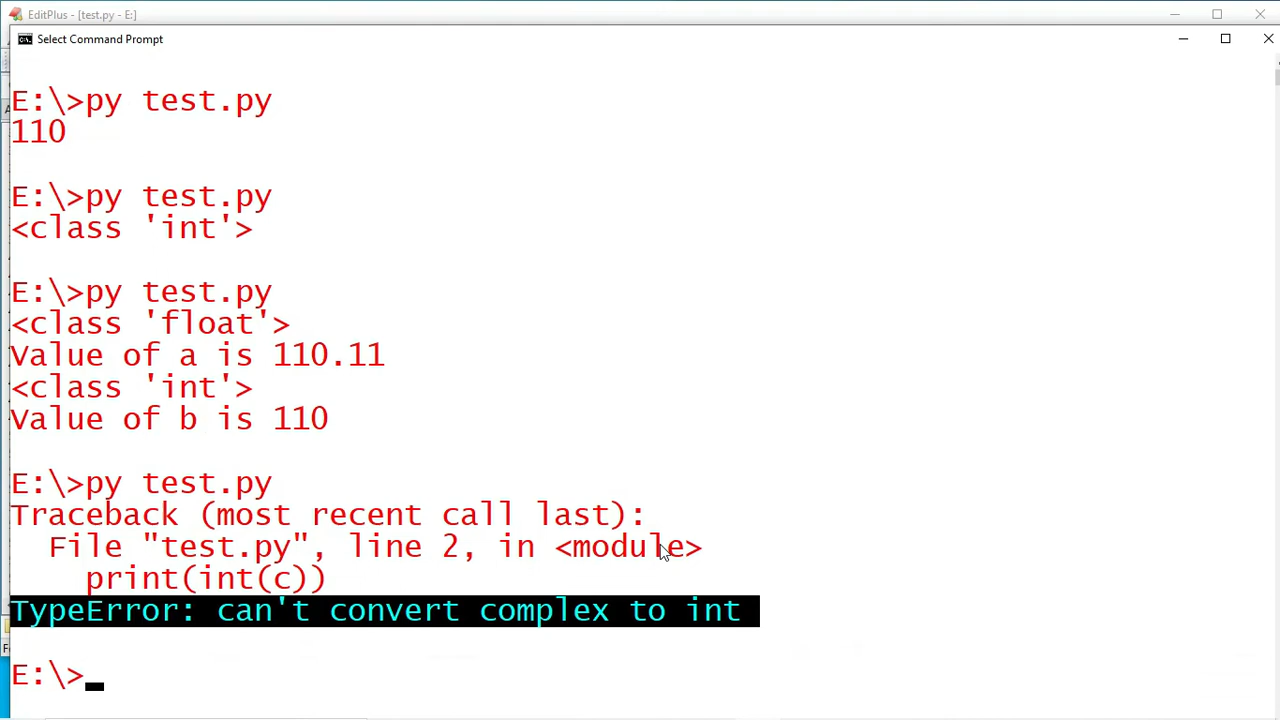 EditPlus - [test.py - E:]
Select Command Prompt
E:\>py test.py
110
E:\>py test.py
<class 'int'>
E:\>py test.py
<class 'float'>
Value of a is 110.11
<class 'int'>
Value of b is 110
E:\>py test.py
Traceback (most recent call last):
  File "test.py", line 2, in <module>
    print(int(c))
TypeError: can't convert complex to int
E:\>